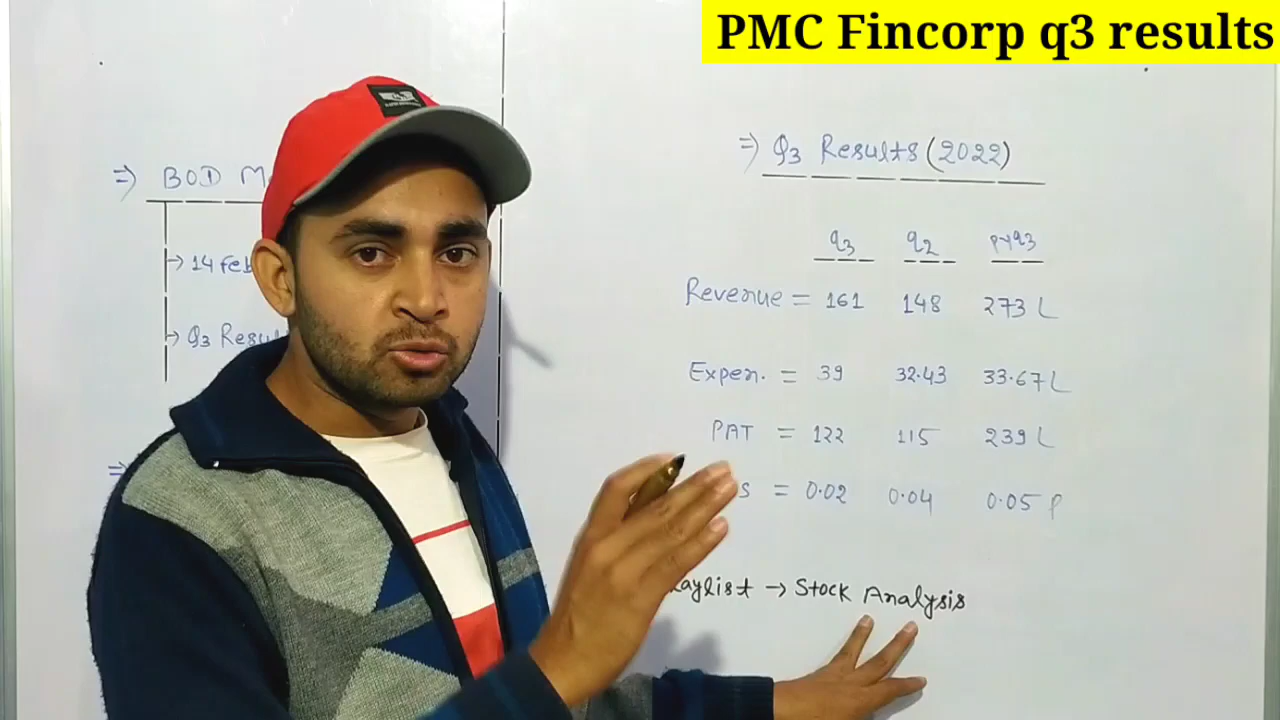 PMC Fincorp q3 results
⇒ BOD
→ 14 Feb
→ Q3 Resul
⇒
⇒ Q3 Results (2022)
q3 q2 pyq3
Revenue = 161 148 273 L
Expen. = 39 32.43 33.67 L
PAT = 122 115 239 L
s = 0.02 0.04 0.05 P
laylist → Stock Analysis